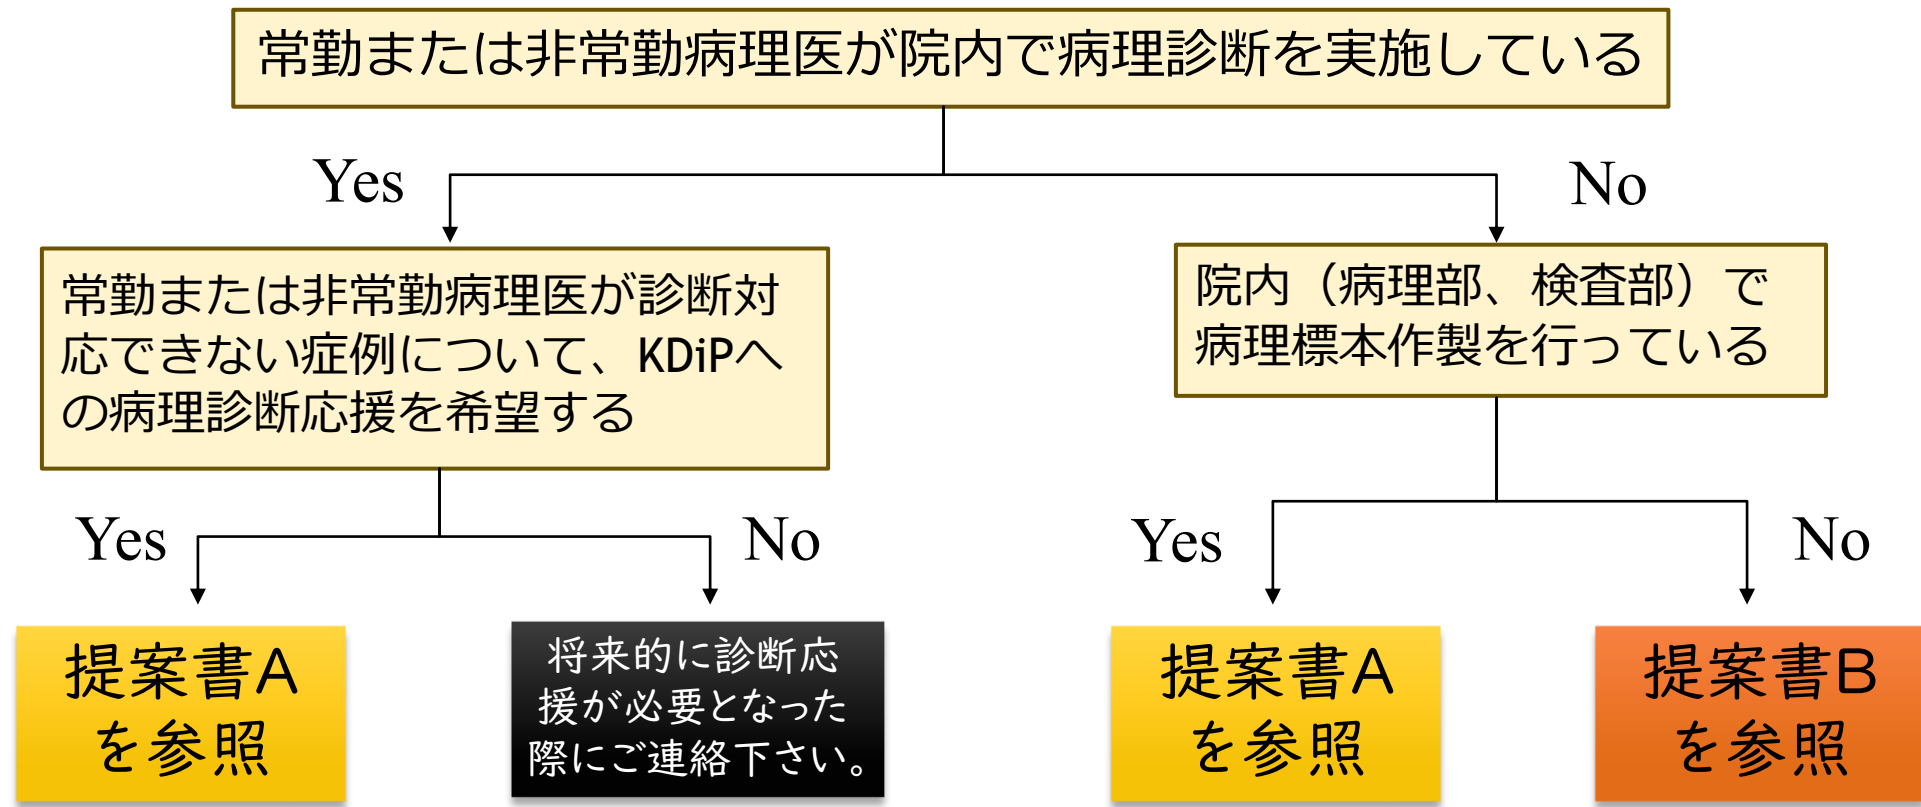 常勤または非常勤病理医が院内で病理診断を実施している
Yes
No
常勤または非常勤病理医が診断対
応できない症例について、KDiPへ
の病理診断応援を希望する
院内（病理部、検査部）で
病理標本作製を行っている
Yes
No
Yes
No
提案書A
を参照
将来的に診断応
援が必要となった
際にご連絡下さい。
提案書A
を参照
提案書B
を参照